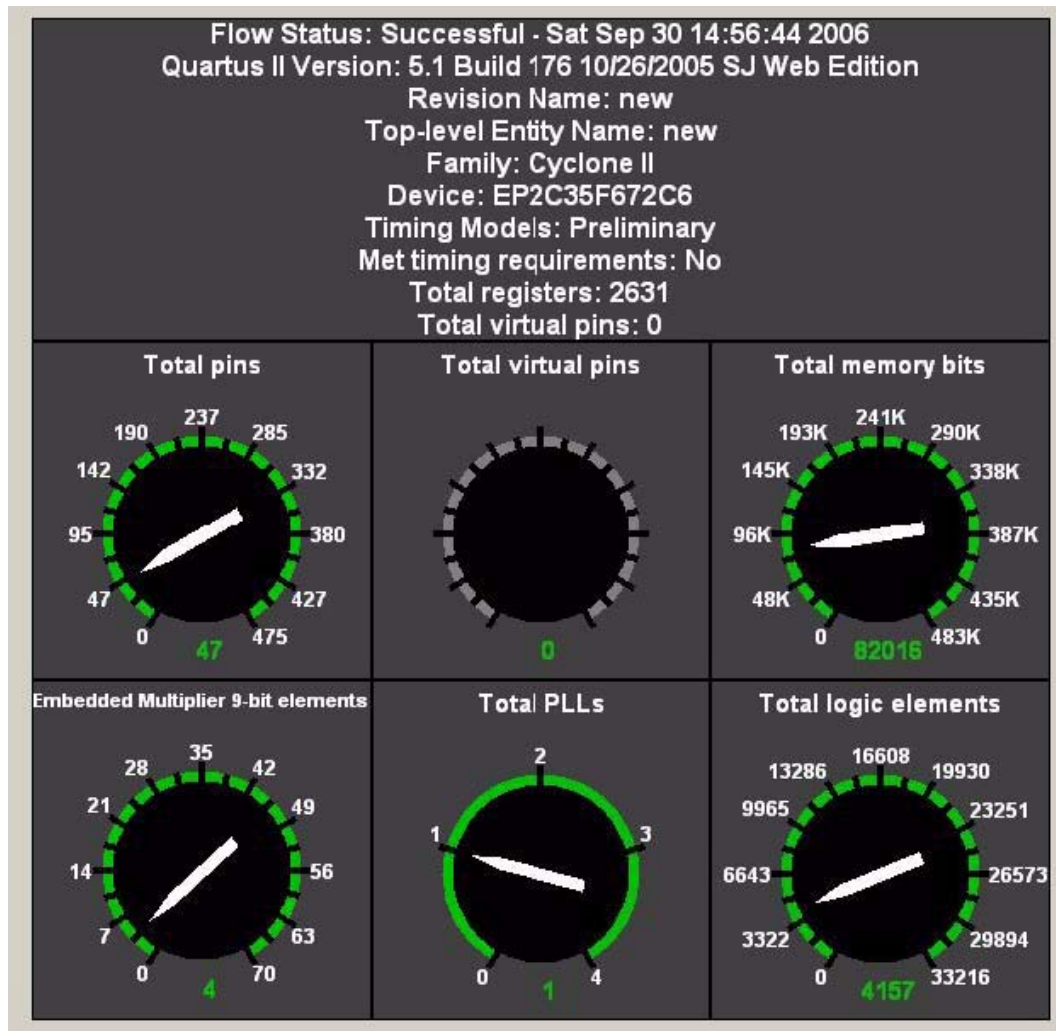 Flow Status: Successful - Sat Sep 30 14:56:44 2006
Quartus II Version: 5.1 Build 176 10/26/2005 SJ Web Edition
Revision Name: new
Top-level Entity Name: new
Family: Cyclone II
Device: EP2C35F672C6
Timing Models: Preliminary
Met timing requirements: No
Total registers: 2631
Total virtual pins: 0
Total pins
0
47
95
142
190
237
285
332
380
427
475
47
Total virtual pins
0
Total memory bits
0
48K
96K
145K
193K
241K
290K
338K
387K
435K
483K
82016
Embedded Multiplier 9-bit elements
0
7
14
21
28
35
42
49
56
63
70
4
Total PLLs
0
1
2
3
4
1
Total logic elements
0
3322
6643
9965
13286
16608
19930
23251
26573
29894
33216
4157